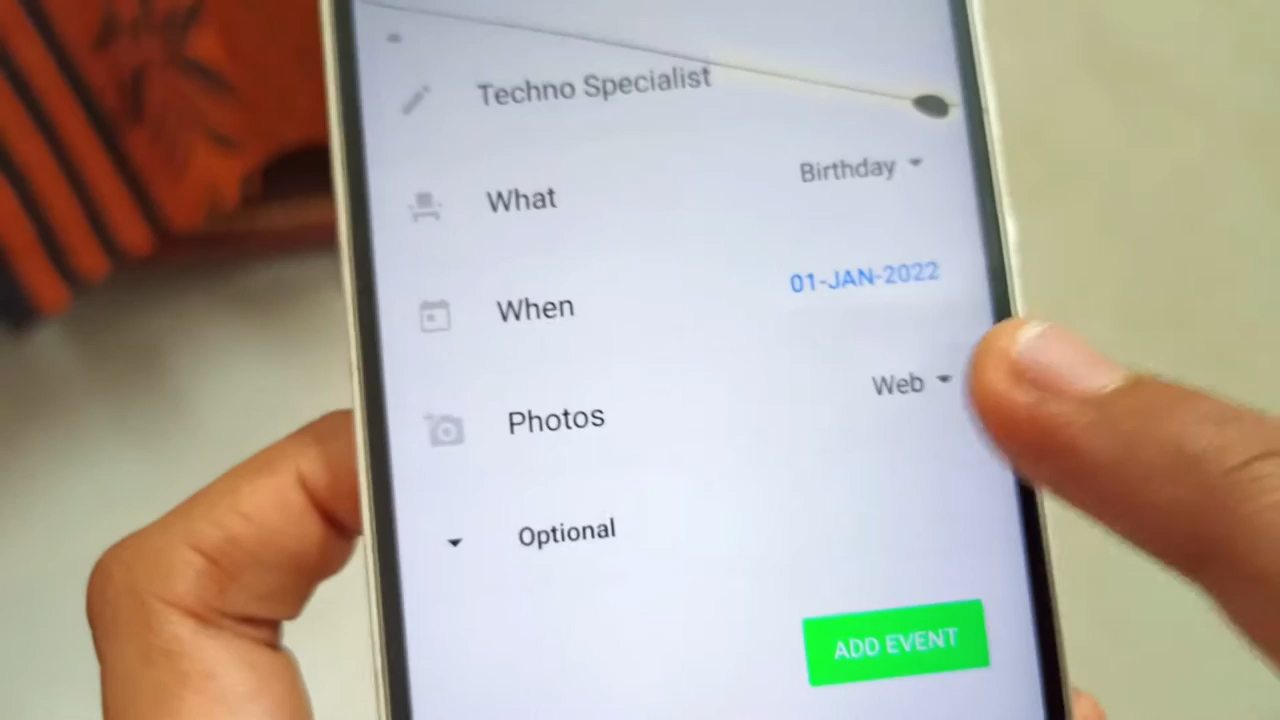 Techno Specialist
What Birthday
When 01-JAN-2022
Photos Web
Optional
ADD EVENT